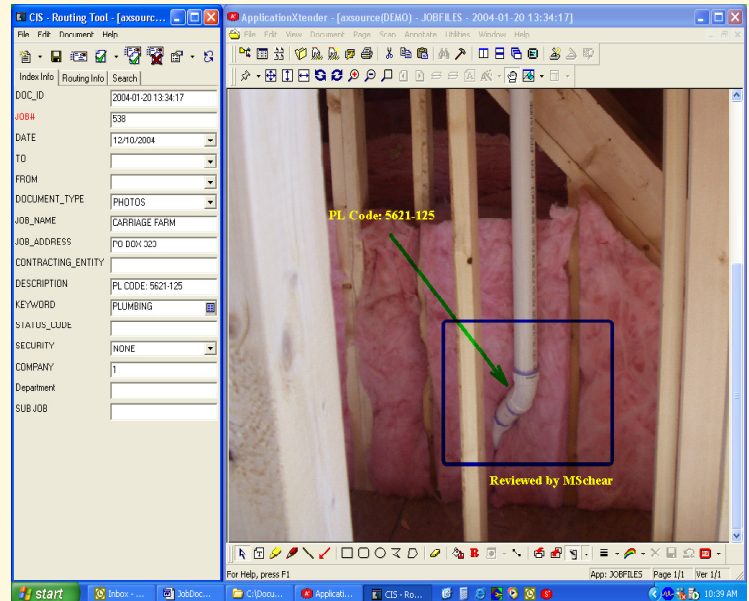 CIS - Routing Tool - [axsourc...
File Edit Document Help
Index Info Routing Info Search
DOC_ID 2004-01-20 13:34:17
JOB# 538
DATE 12/10/2004
TO
FROM
DOCUMENT_TYPE PHOTOS
JOB_NAME CARRIAGE FARM
JOB_ADDRESS PO BOX 323
CONTRACTING_ENTITY
DESCRIPTION PL CODE: 5621-125
KEYWORD PLUMBING
STATUS_CODE
SECURITY NONE
COMPANY 1
Department
SUB JOB
ApplicationXtender - [axsource(DEMO) - JOBFILES - 2004-01-20 13:34:17]
File Edit View Document Page Scan Annotate Utilities Window Help
PL Code: 5621-125
Reviewed by MSchear
For Help, press F1 App: JOBFILES Page 1/1 Ver 1/1
start Inbox - ... JobDoc... C:\Docu... Applicati... CIS - Ro... 10:39 AM